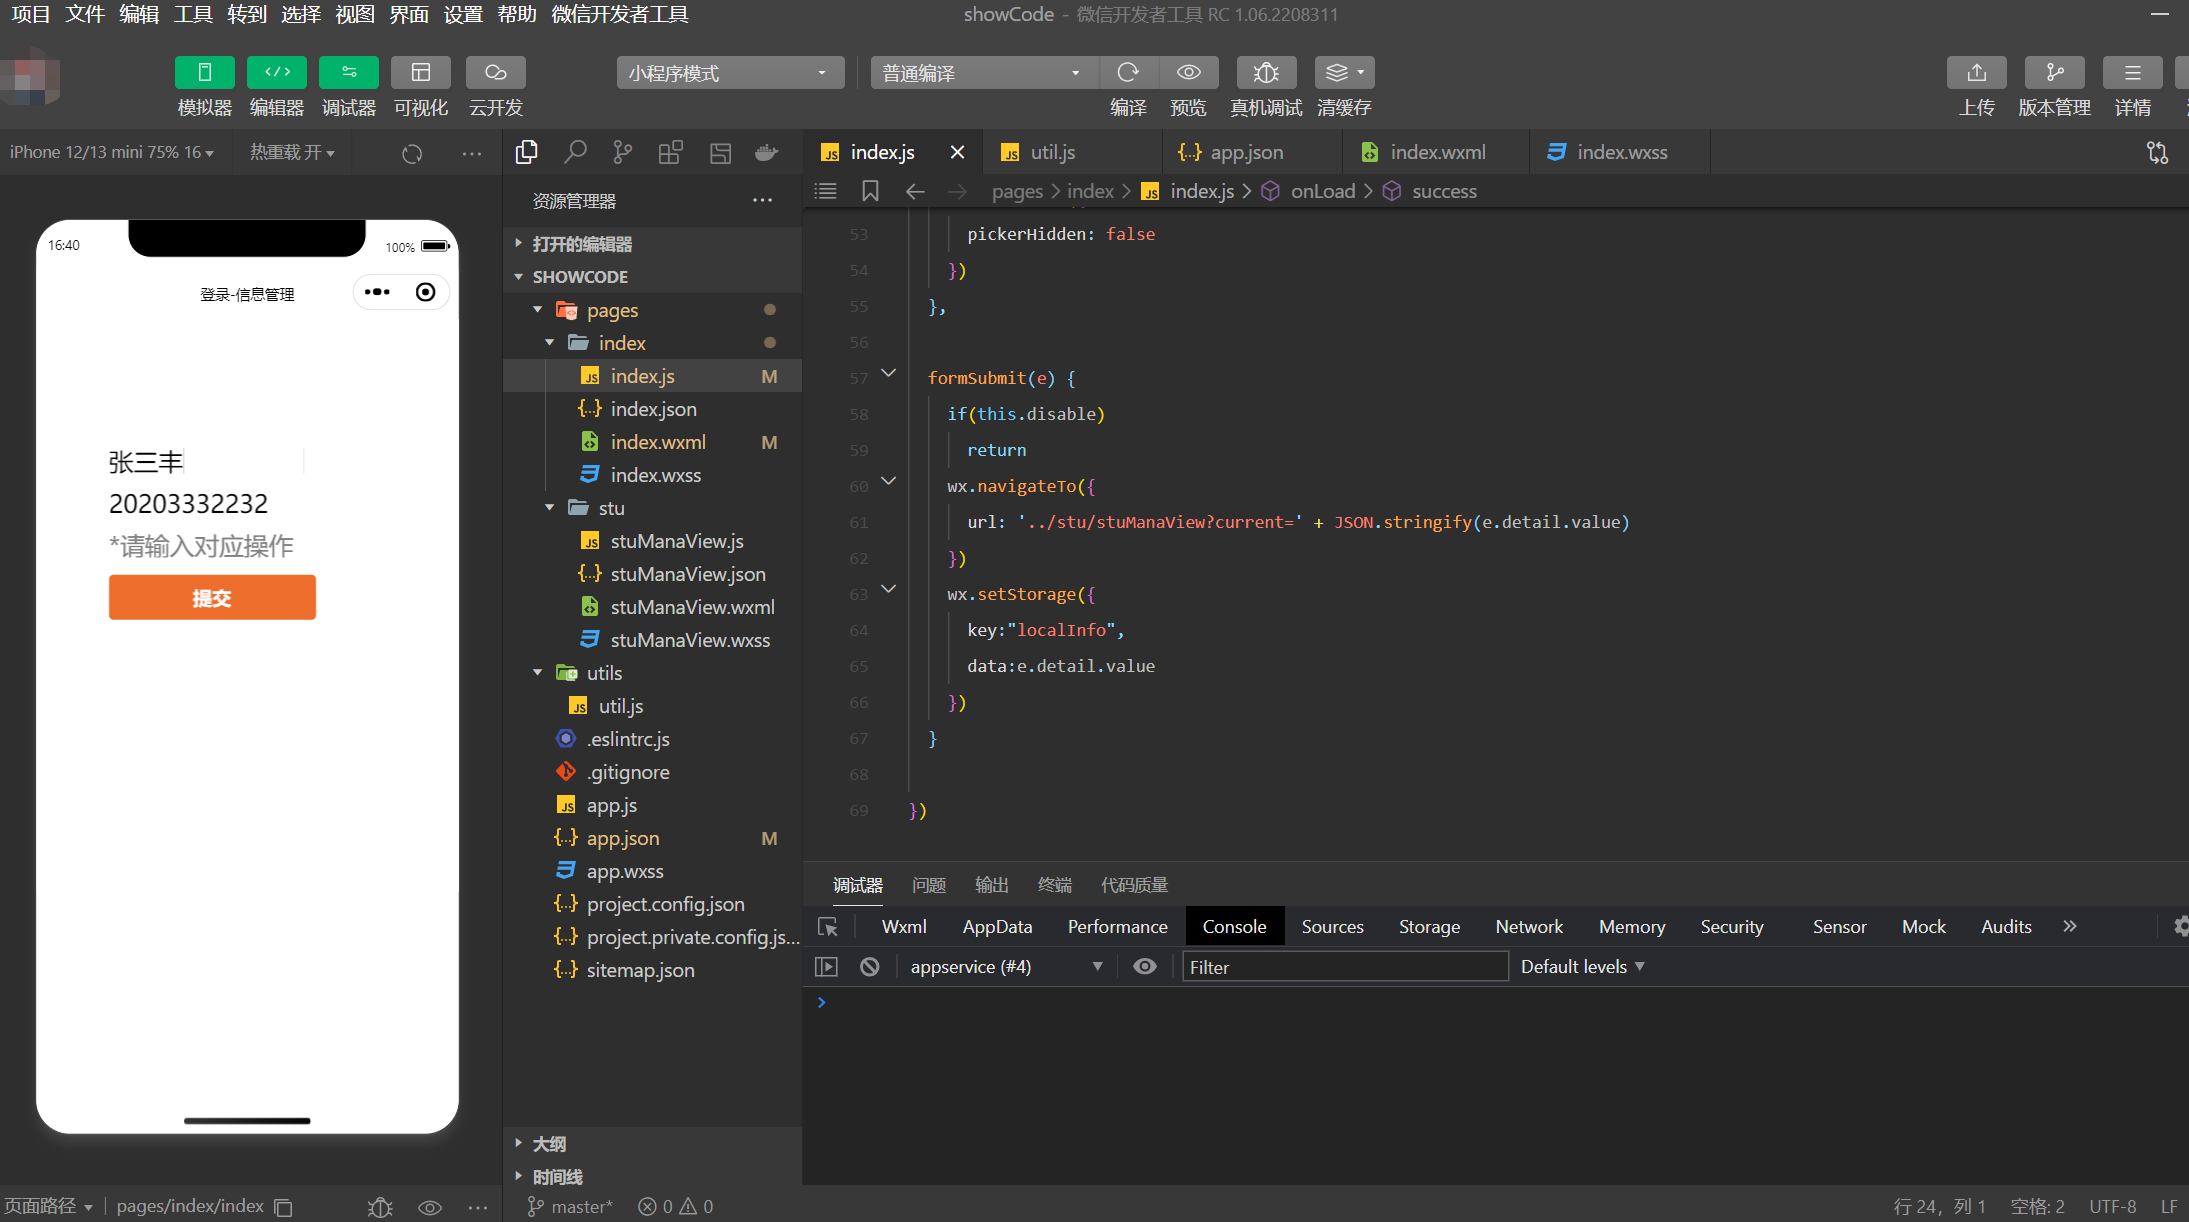 项目 文件 编辑 工具 转到 选择 视图 界面 设置 帮助 微信开发者工具
showCode - 微信开发者工具 RC 1.06.2208311
模拟器 编辑器 调试器 可视化 云开发
小程序模式
普通编译
编译 预览 真机调试 清缓存
上传 版本管理 详情
iPhone 12/13 mini 75% 16 热重载 开
16:40
100%
登录-信息管理
张三丰
20203332232
*请输入对应操作
提交
页面路径 pages/index/index
资源管理器
打开的编辑器
SHOWCODE
pages
index
index.js M
index.json
index.wxml M
index.wxss
stu
stuManaView.js
stuManaView.json
stuManaView.wxml
stuManaView.wxss
utils
util.js
.eslintrc.js
.gitignore
app.js
app.json M
app.wxss
project.config.json
project.private.config.js...
sitemap.json
大纲
时间线
master* 0 0
index.js util.js app.json index.wxml index.wxss
pages > index > index.js > onLoad > success
53 pickerHidden: false
54 })
55 },
56
57 formSubmit(e) {
58 if(this.disable)
59 return
60 wx.navigateTo({
61 url: '../stu/stuManaView?current=' + JSON.stringify(e.detail.value)
62 })
63 wx.setStorage({
64 key:"localInfo",
65 data:e.detail.value
66 })
67 }
68
69 })
调试器 问题 输出 终端 代码质量
Wxml AppData Performance Console Sources Storage Network Memory Security Sensor Mock Audits »
appservice (#4) Filter Default levels
>
行 24，列 1 空格: 2 UTF-8 LF